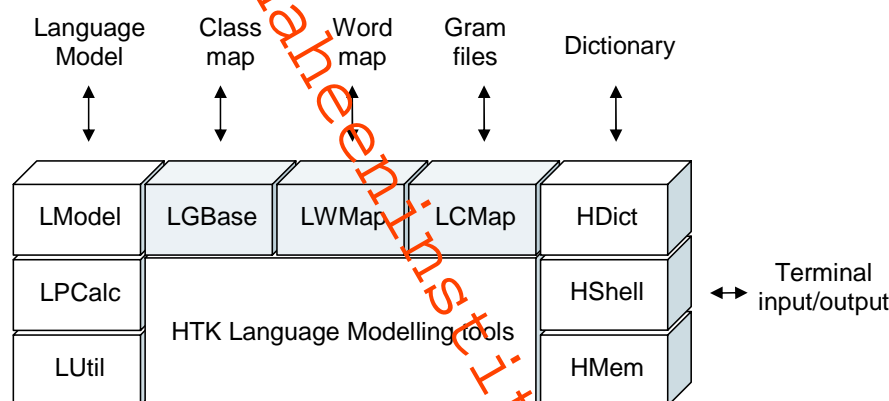 Language Model
Class map
Word map
Gram files
Dictionary
LModel
LGBase
LWMap
LCMap
HDict
LPCalc
HShell
Terminal input/output
HTK Language Modelling tools
LUtil
HMem
aheeninstit